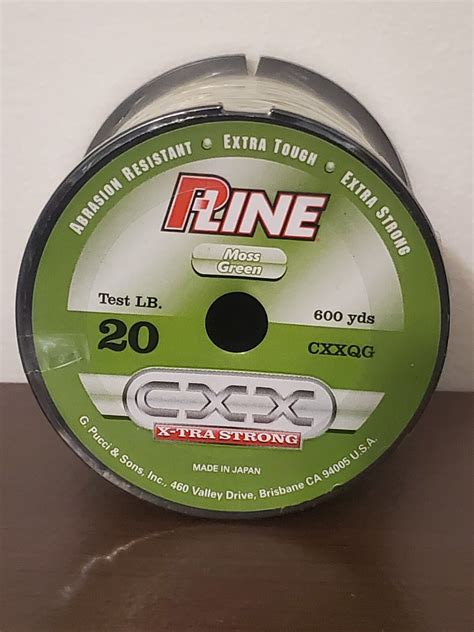 ABRASION RESISTANT • EXTRA TOUGH • EXTRA STRONG
P-LINE
Moss
Green
Test LB.
20
600 yds
CXXQG
CXX
X-TRA STRONG
MADE IN JAPAN
G. Pucci & Sons, Inc., 460 Valley Drive, Brisbane CA 94005 U.S.A.